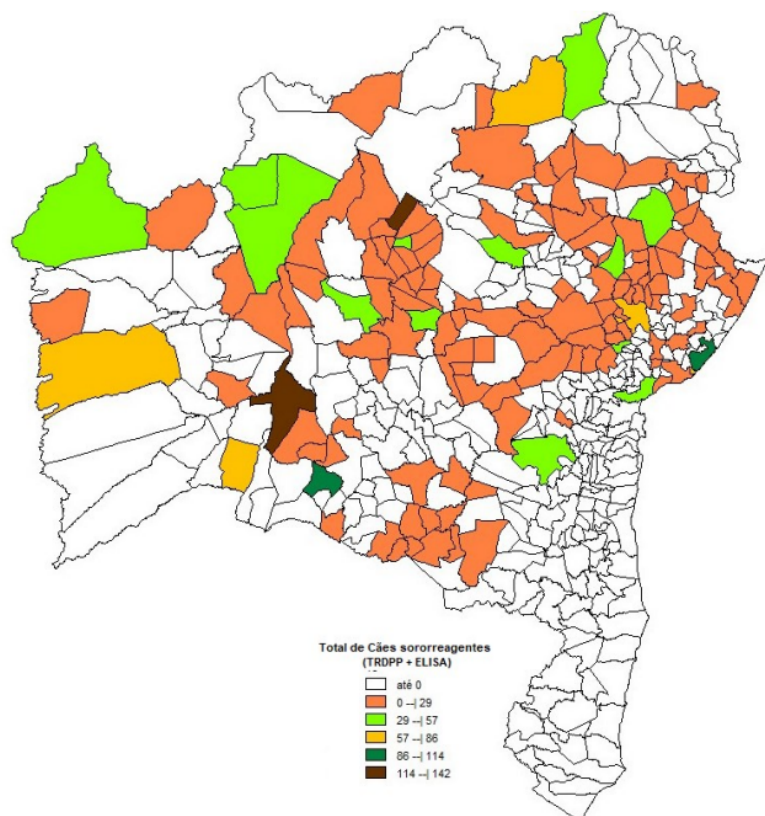 Total de Cães sororreagentes
(TRDPP + ELISA)
até 0
0 --| 29
29 --| 57
57 --| 86
86 --| 114
114 --| 142